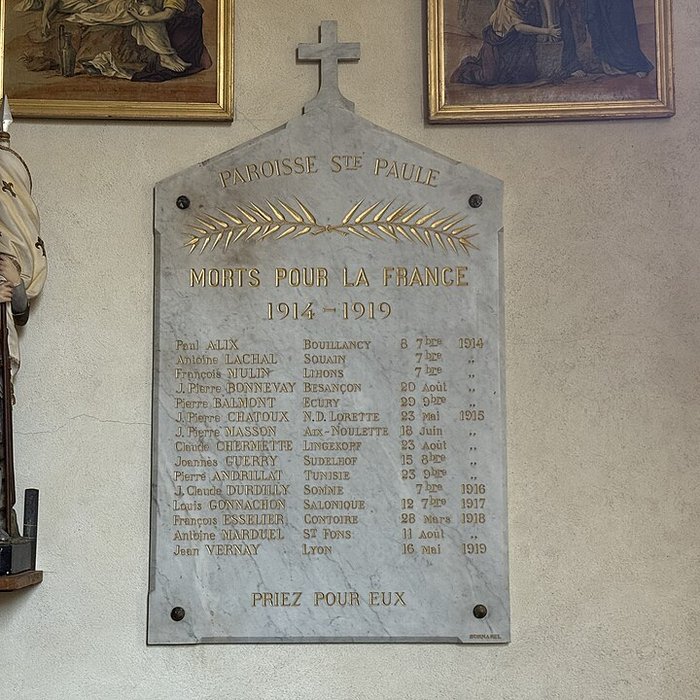 PAROISSE STE PAULE
MORTS POUR LA FRANCE
1914-1919
Paul ALIX BOUILLANCY 8 7bre 1914
Antoine LACHAL SOUAIN 7bre „
François MULIN LIHONS 7bre „
J. Pierre BONNEVAY BESANÇON 20 Août „
Pierre BALMONT ECURY 29 9bre „
J. Pierre CHATOUX N.D. LORETTE 23 Mai 1915
J. Pierre MASSON AIX-NOULETTE 18 Juin „
Claude CHERMETTE LINGEKOPF 23 Août „
Joannès GUERRY SUDELHOF 15 8bre „
Pierre ANDRILLAT TUNISIE 23 9bre „
J. Claude DURDILLY SOMME 7bre 1916
Louis GONNACHON SALONIQUE 12 7bre 1917
François ESSELIER CONTOIRE 28 Mars 1918
Antoine MARDUEL ST FONS 11 Août „
Jean VERNAY LYON 16 Mai 1919
PRIEZ POUR EUX